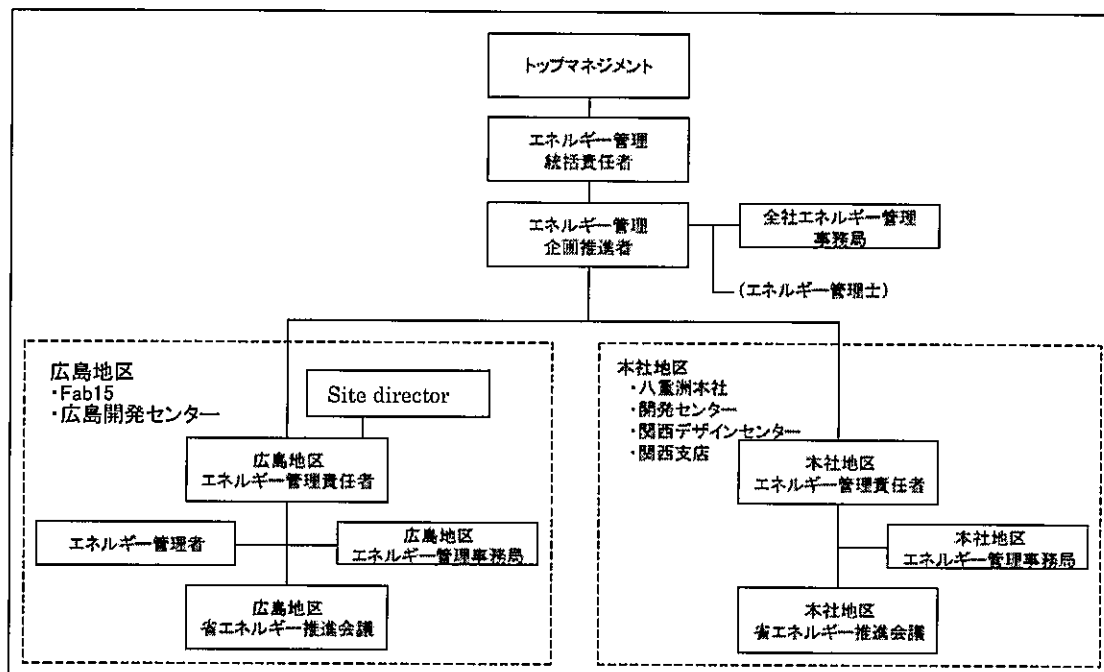 トップマネジメント
エネルギー管理
統括責任者
エネルギー管理
企画推進者
全社エネルギー管理
事務局
(エネルギー管理士)
広島地区
・Fab15
・広島開発センター
Site director
広島地区
エネルギー管理責任者
エネルギー管理者
広島地区
エネルギー管理事務局
広島地区
省エネルギー推進会議
本社地区
・八重洲本社
・開発センター
・関西デザインセンター
・関西支店
本社地区
エネルギー管理責任者
本社地区
エネルギー管理事務局
本社地区
省エネルギー推進会議